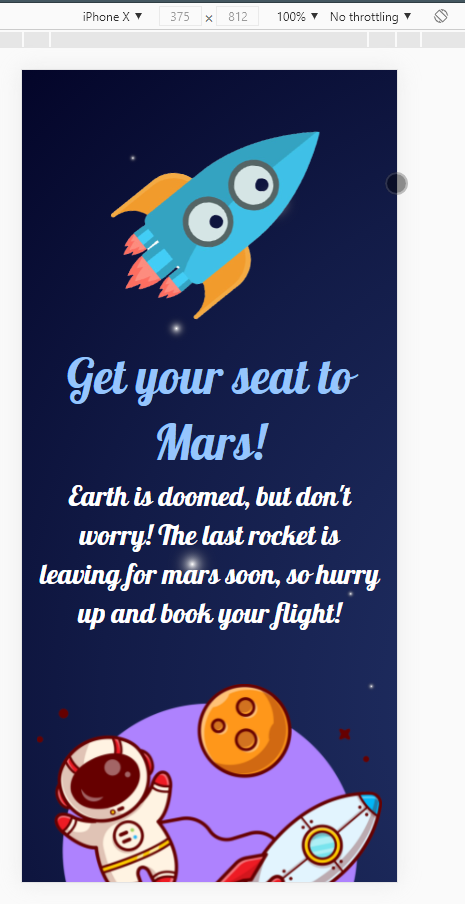 iPhone X ▼ 375 × 812 100% ▼ No throttling ▼
Get your seat to
Mars!
Earth is doomed, but don't
worry! The last rocket is
leaving for mars soon, so hurry
up and book your flight!